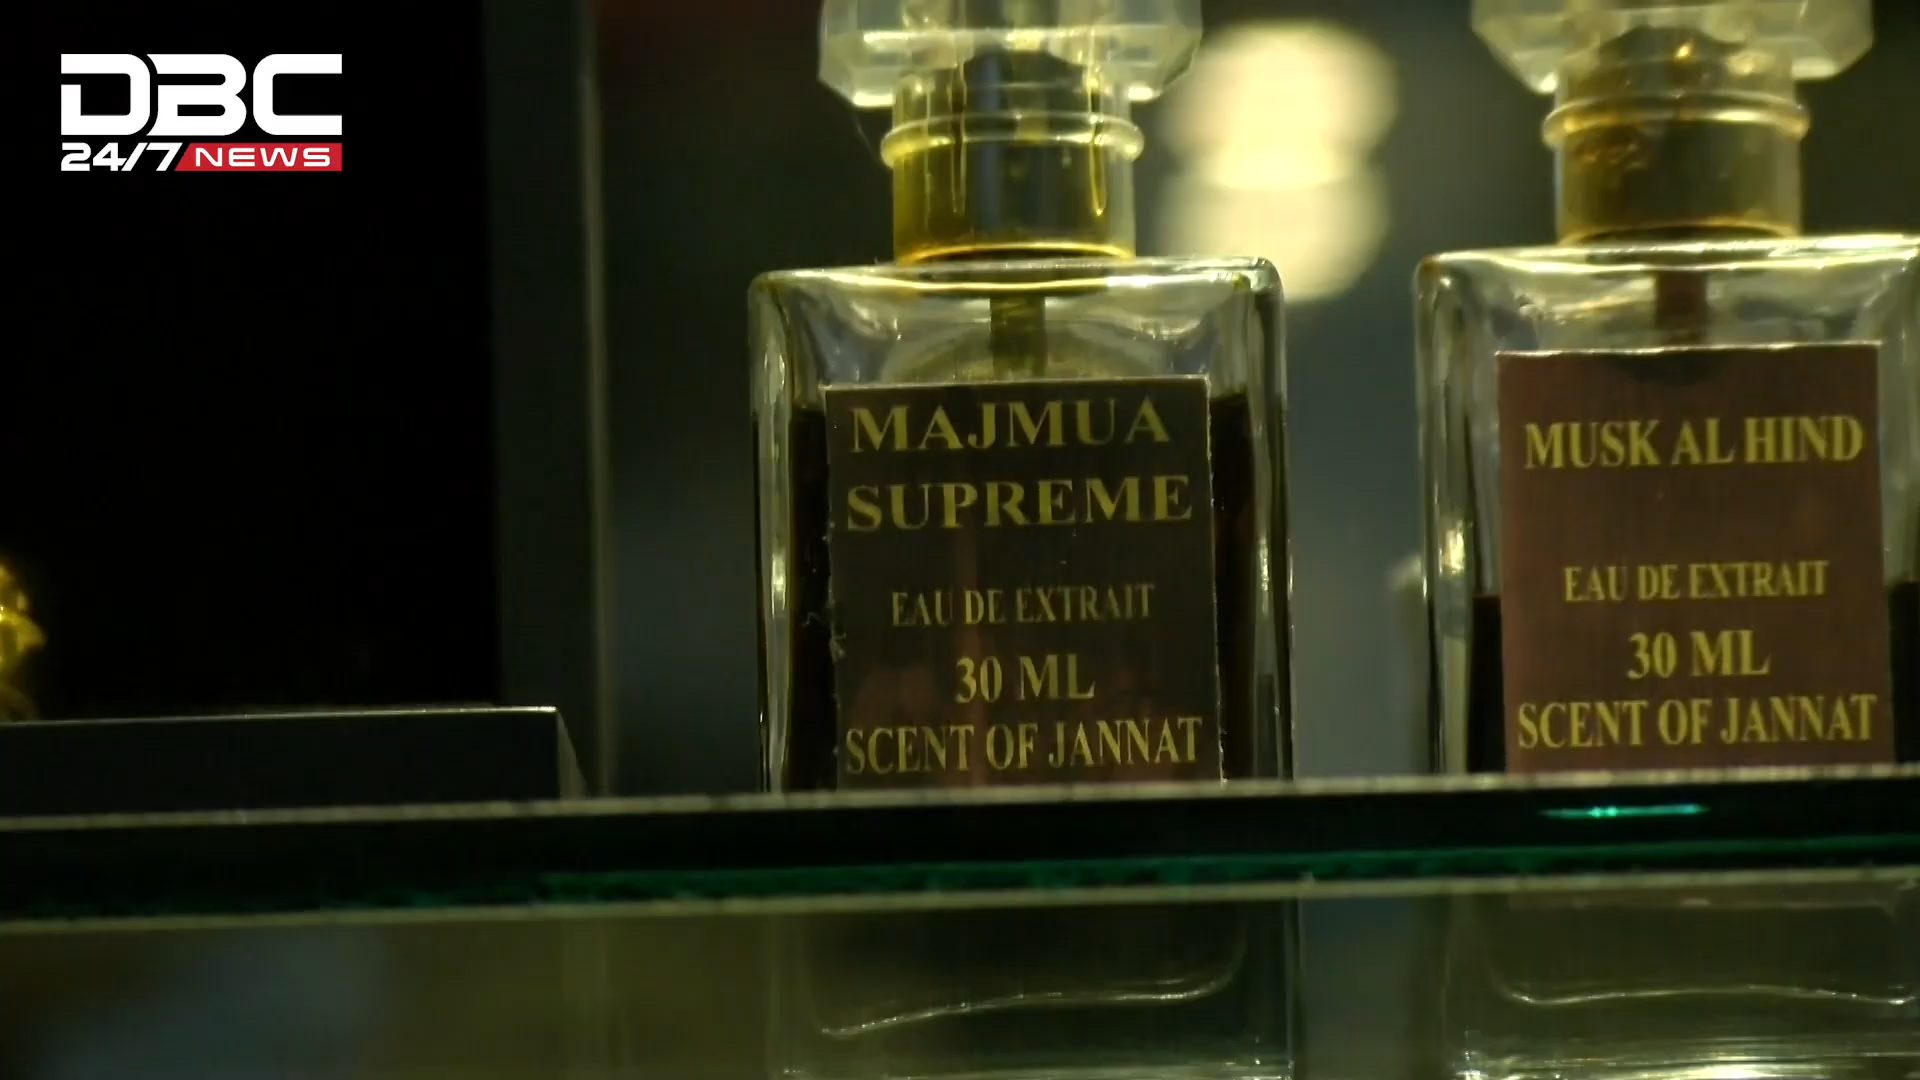 DBC
24/7 NEWS
MAJMUA
SUPREME
EAU DE EXTRAIT
30 ML
SCENT OF JANNAT
MUSK AL HIND
EAU DE EXTRAIT
30 ML
SCENT OF JANNAT